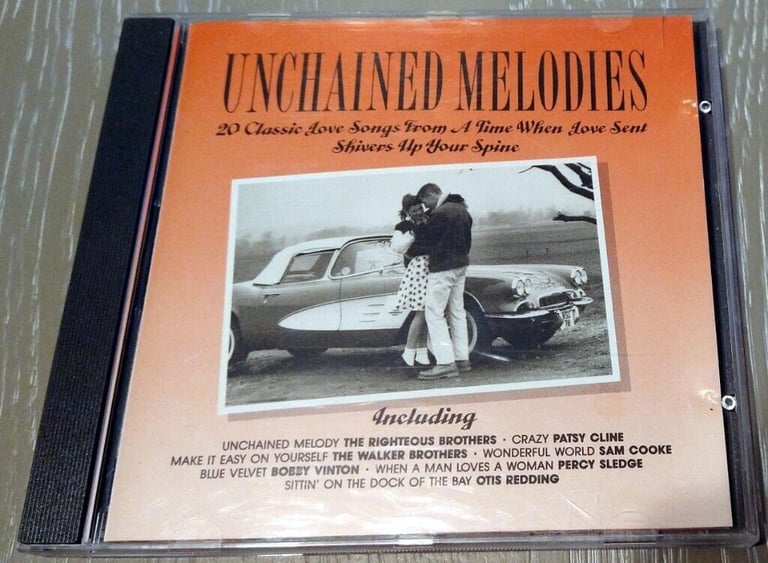 UNCHAINED MELODIES
20 Classic Love Songs From A Time When Love Sent
Shivers Up Your Spine
Including
UNCHAINED MELODY THE RIGHTEOUS BROTHERS · CRAZY PATSY CLINE
MAKE IT EASY ON YOURSELF THE WALKER BROTHERS · WONDERFUL WORLD SAM COOKE
BLUE VELVET BOBBY VINTON · WHEN A MAN LOVES A WOMAN PERCY SLEDGE
SITTIN' ON THE DOCK OF THE BAY OTIS REDDING